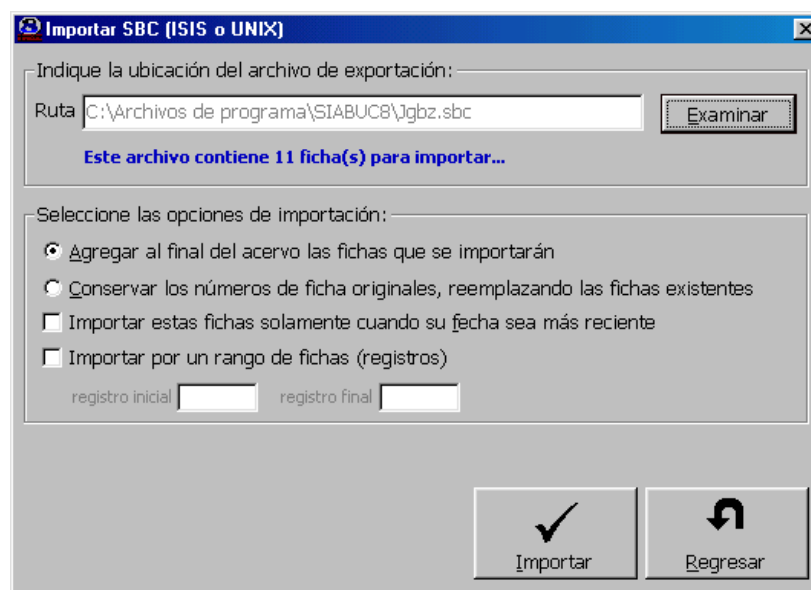 Importar SBC (ISIS o UNIX)
Indique la ubicación del archivo de exportación:
Ruta C:\Archivos de programa\SIABUC8\Jgbz.sbc Examinar
Este archivo contiene 11 ficha(s) para importar...
Seleccione las opciones de importación:
Agregar al final del acervo las fichas que se importarán
Conservar los números de ficha originales, reemplazando las fichas existentes
Importar estas fichas solamente cuando su fecha sea más reciente
Importar por un rango de fichas (registros)
registro inicial registro final
Importar Regresar